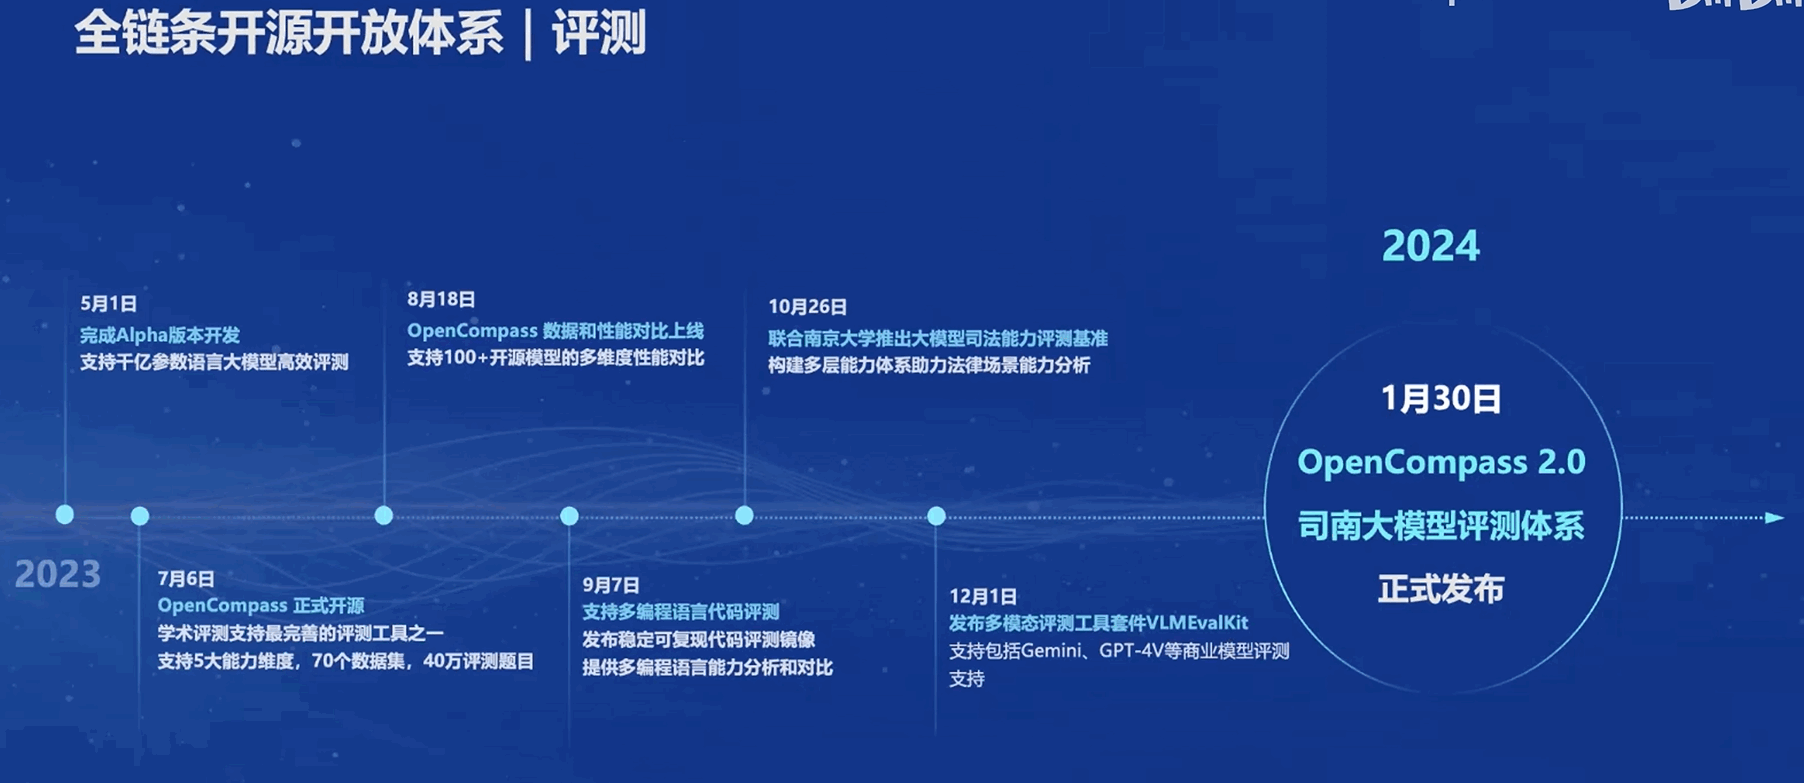 全链条开源开放体系｜评测
2024
5月1日
完成Alpha版本开发
支持千亿参数语言大模型高效评测
8月18日
OpenCompass 数据和性能对比上线
支持100+开源模型的多维度性能对比
10月26日
联合南京大学推出大模型司法能力评测基准
构建多层能力体系助力法律场景能力分析
1月30日
OpenCompass 2.0
司南大模型评测体系
正式发布
2023
7月6日
OpenCompass 正式开源
学术评测支持最完善的评测工具之一
支持5大能力维度，70个数据集，40万评测题目
9月7日
支持多编程语言代码评测
发布稳定可复现代码评测镜像
提供多编程语言能力分析和对比
12月1日
发布多模态评测工具套件VLMEvalKit
支持包括Gemini、GPT-4V等商业模型评测
支持